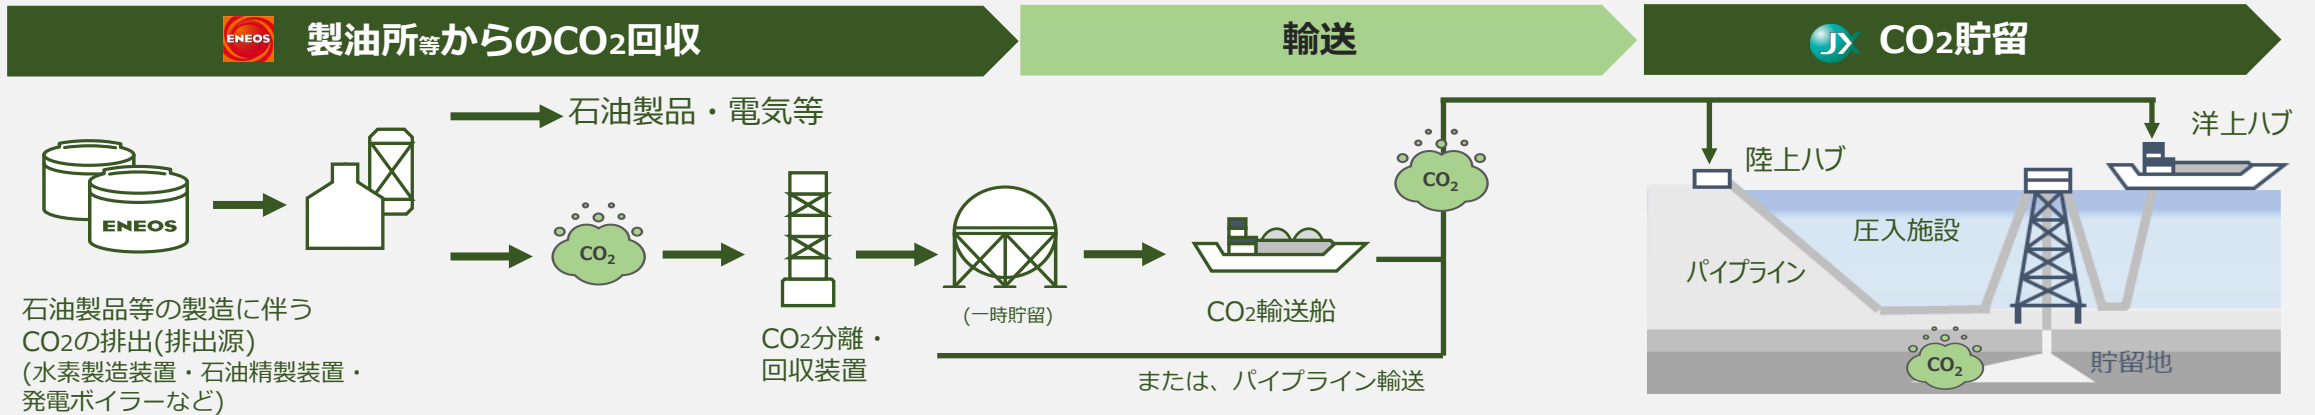 ENEOS 製油所等からのCO2回収
輸送
JX CO2貯留
石油製品・電気等
ENEOS
CO2
石油製品等の製造に伴う
CO2の排出(排出源)
(水素製造装置・石油精製装置・
発電ボイラーなど)
CO2分離・
回収装置
(一時貯留)
CO2輸送船
または、パイプライン輸送
CO2
陸上ハブ
洋上ハブ
圧入施設
パイプライン
CO2
貯留地